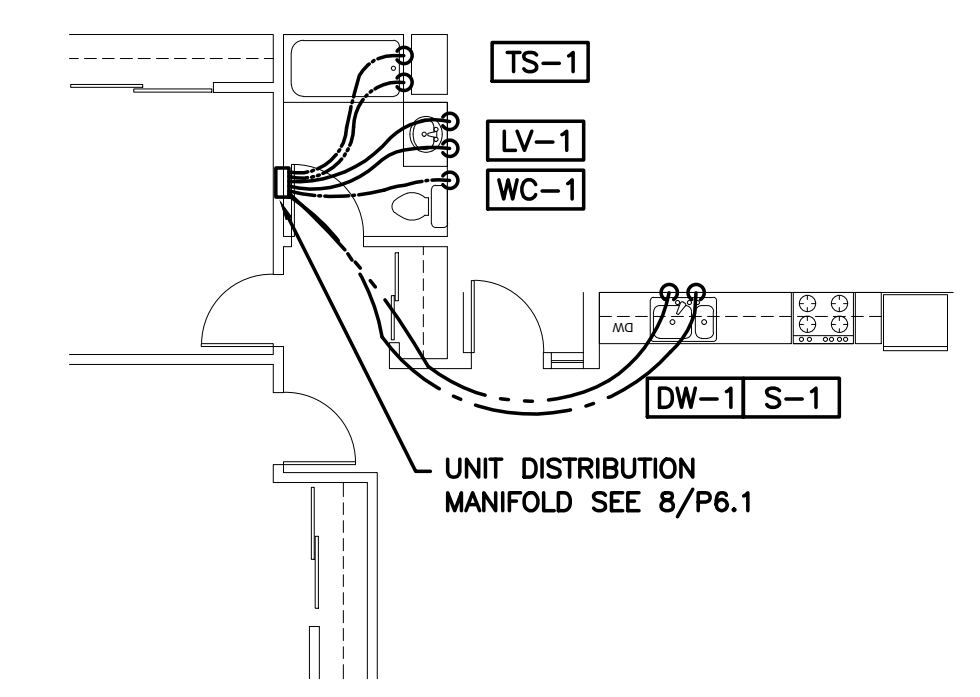 TS-1
LV-1
WC-1
DW
DW-1 S-1
UNIT DISTRIBUTION
MANIFOLD SEE 8/P6.1